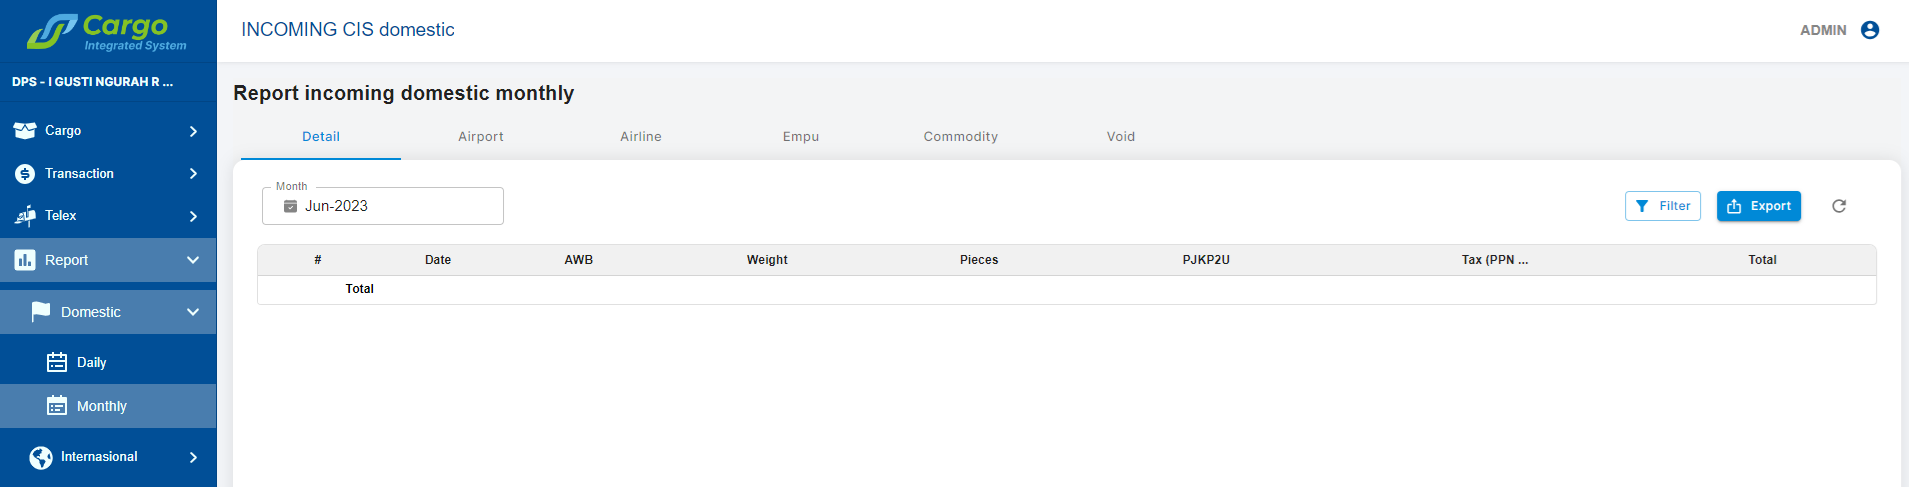 Cargo
Integrated System
INCOMING CIS domestic
ADMIN
DPS - I GUSTI NGURAH R ...
Cargo
Transaction
Telex
Report
Domestic
Daily
Monthly
Internasional
Report incoming domestic monthly
Detail
Airport
Airline
Empu
Commodity
Void
Month
Jun-2023
Filter
Export
# Date AWB Weight Pieces PJKP2U Tax (PPN ... Total
Total